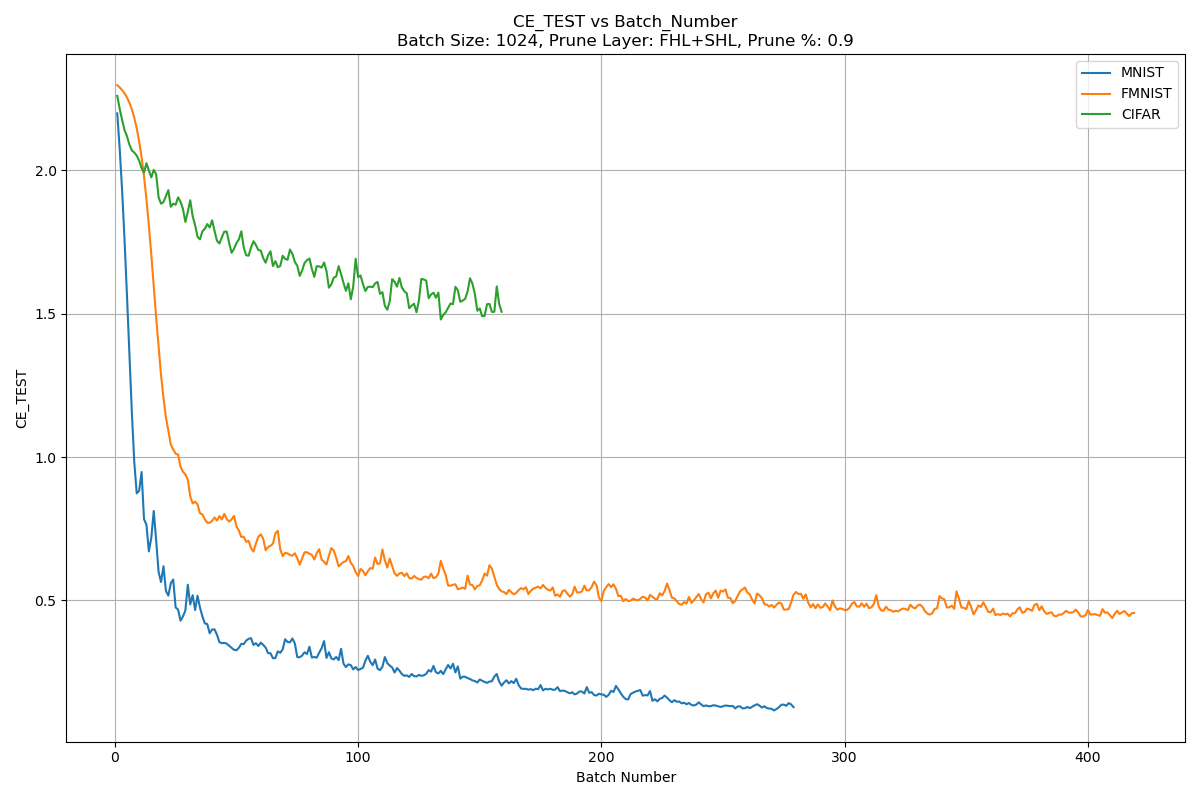 CE_TEST vs Batch_Number
Batch Size: 1024, Prune Layer: FHL+SHL, Prune %: 0.9
MNIST
FMNIST
CIFAR
2.0
1.5
1.0
0.5
CE_TEST
0 100 200 300 400
Batch Number